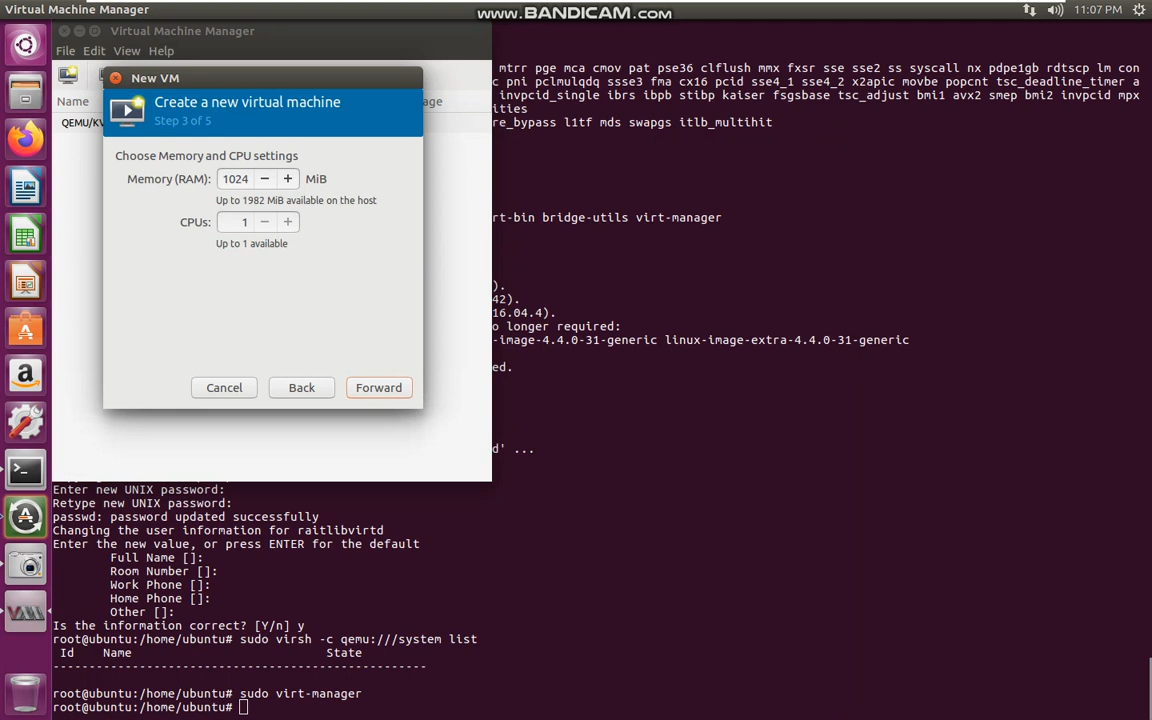 Virtual Machine Manager
www.BANDICAM.com
11:07 PM
Virtual Machine Manager
File Edit View Help
Name
age
QEMU/KV
New VM
Create a new virtual machine
Step 3 of 5
Choose Memory and CPU settings
Memory (RAM): 1024 − + MiB
Up to 1982 MiB available on the host
CPUs: 1 − +
Up to 1 available
Cancel Back Forward
mtrr pge mca cmov pat pse36 clflush mmx fxsr sse sse2 ss syscall nx pdpe1gb rdtscp lm con
c pni pclmulqdq ssse3 fma cx16 pcid sse4_1 sse4_2 x2apic movbe popcnt tsc_deadline_timer a
invpcid_single ibrs ibpb stibp kaiser fsgsbase tsc_adjust bmi1 avx2 smep bmi2 invpcid mpx
ities
re_bypass l1tf mds swapgs itlb_multihit
rt-bin bridge-utils virt-manager
).
42).
16.04.4).
o longer required:
-image-4.4.0-31-generic linux-image-extra-4.4.0-31-generic
ed.
d' ...
Enter new UNIX password:
Retype new UNIX password:
passwd: password updated successfully
Changing the user information for raitlibvirtd
Enter the new value, or press ENTER for the default
Full Name []:
Room Number []:
Work Phone []:
Home Phone []:
Other []:
Is the information correct? [Y/n] y
root@ubuntu:/home/ubuntu# sudo virsh -c qemu:///system list
Id Name State
----------------------------------------------------
root@ubuntu:/home/ubuntu# sudo virt-manager
root@ubuntu:/home/ubuntu#